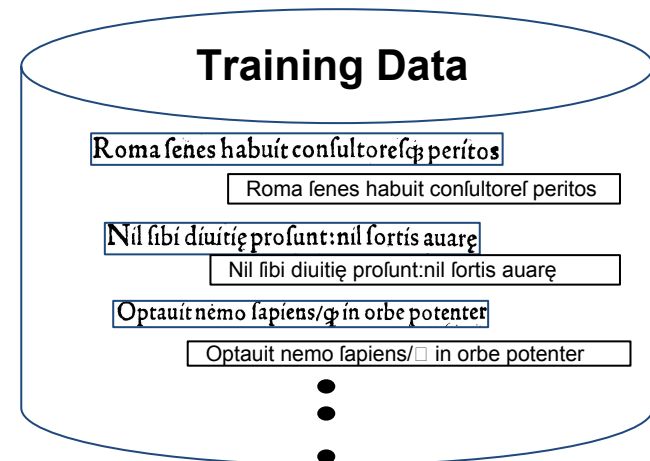 Training Data
Roma ſenes habuit conſultoreſqꝫ peritos
Roma ſenes habuit conſultoreſ peritos
Nil ſibi diuitię proſunt:nil ſortis auarę
Nil ſibi diuitię proſunt:nil ſortis auarę
Optauit nemo ſapiens/ꝙ in orbe potenter
Optauit nemo ſapiens/□ in orbe potenter